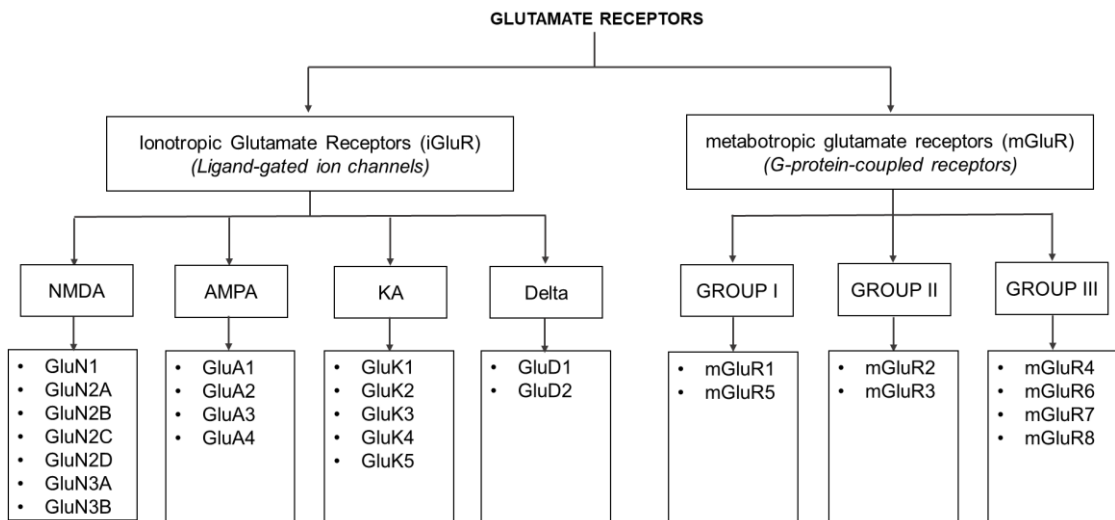 GLUTAMATE RECEPTORS
Ionotropic Glutamate Receptors (iGluR)
(Ligand-gated ion channels)
metabotropic glutamate receptors (mGluR)
(G-protein-coupled receptors)
NMDA
AMPA
KA
Delta
GROUP I
GROUP II
GROUP III
• GluN1
• GluN2A
• GluN2B
• GluN2C
• GluN2D
• GluN3A
• GluN3B
• GluA1
• GluA2
• GluA3
• GluA4
• GluK1
• GluK2
• GluK3
• GluK4
• GluK5
• GluD1
• GluD2
• mGluR1
• mGluR5
• mGluR2
• mGluR3
• mGluR4
• mGluR6
• mGluR7
• mGluR8